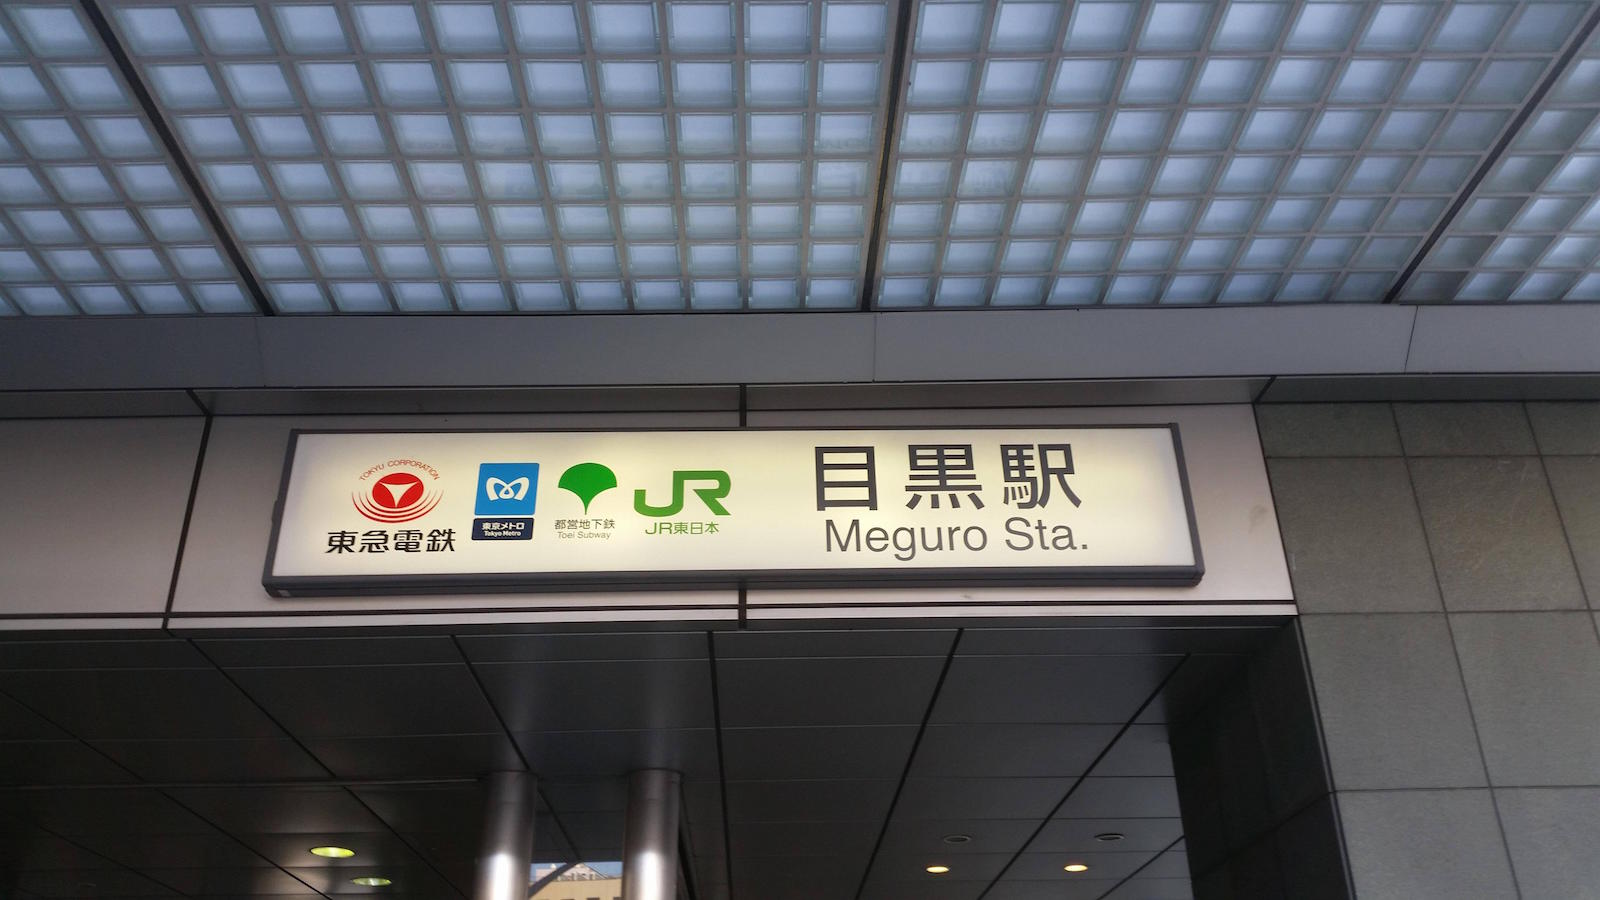 TOKYU CORPORATION
東急電鉄
東京メトロ
Tokyo Metro
都営地下鉄
Toei Subway
JR
JR東日本
目黒駅
Meguro Sta.